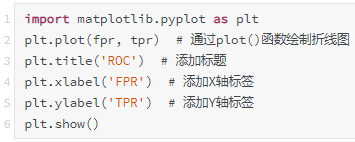 1 import matplotlib.pyplot as plt
2 plt.plot(fpr, tpr)  # 通过plot()函数绘制折线图
3 plt.title('ROC')  # 添加标题
4 plt.xlabel('FPR')  # 添加X轴标签
5 plt.ylabel('TPR')  # 添加Y轴标签
6 plt.show()